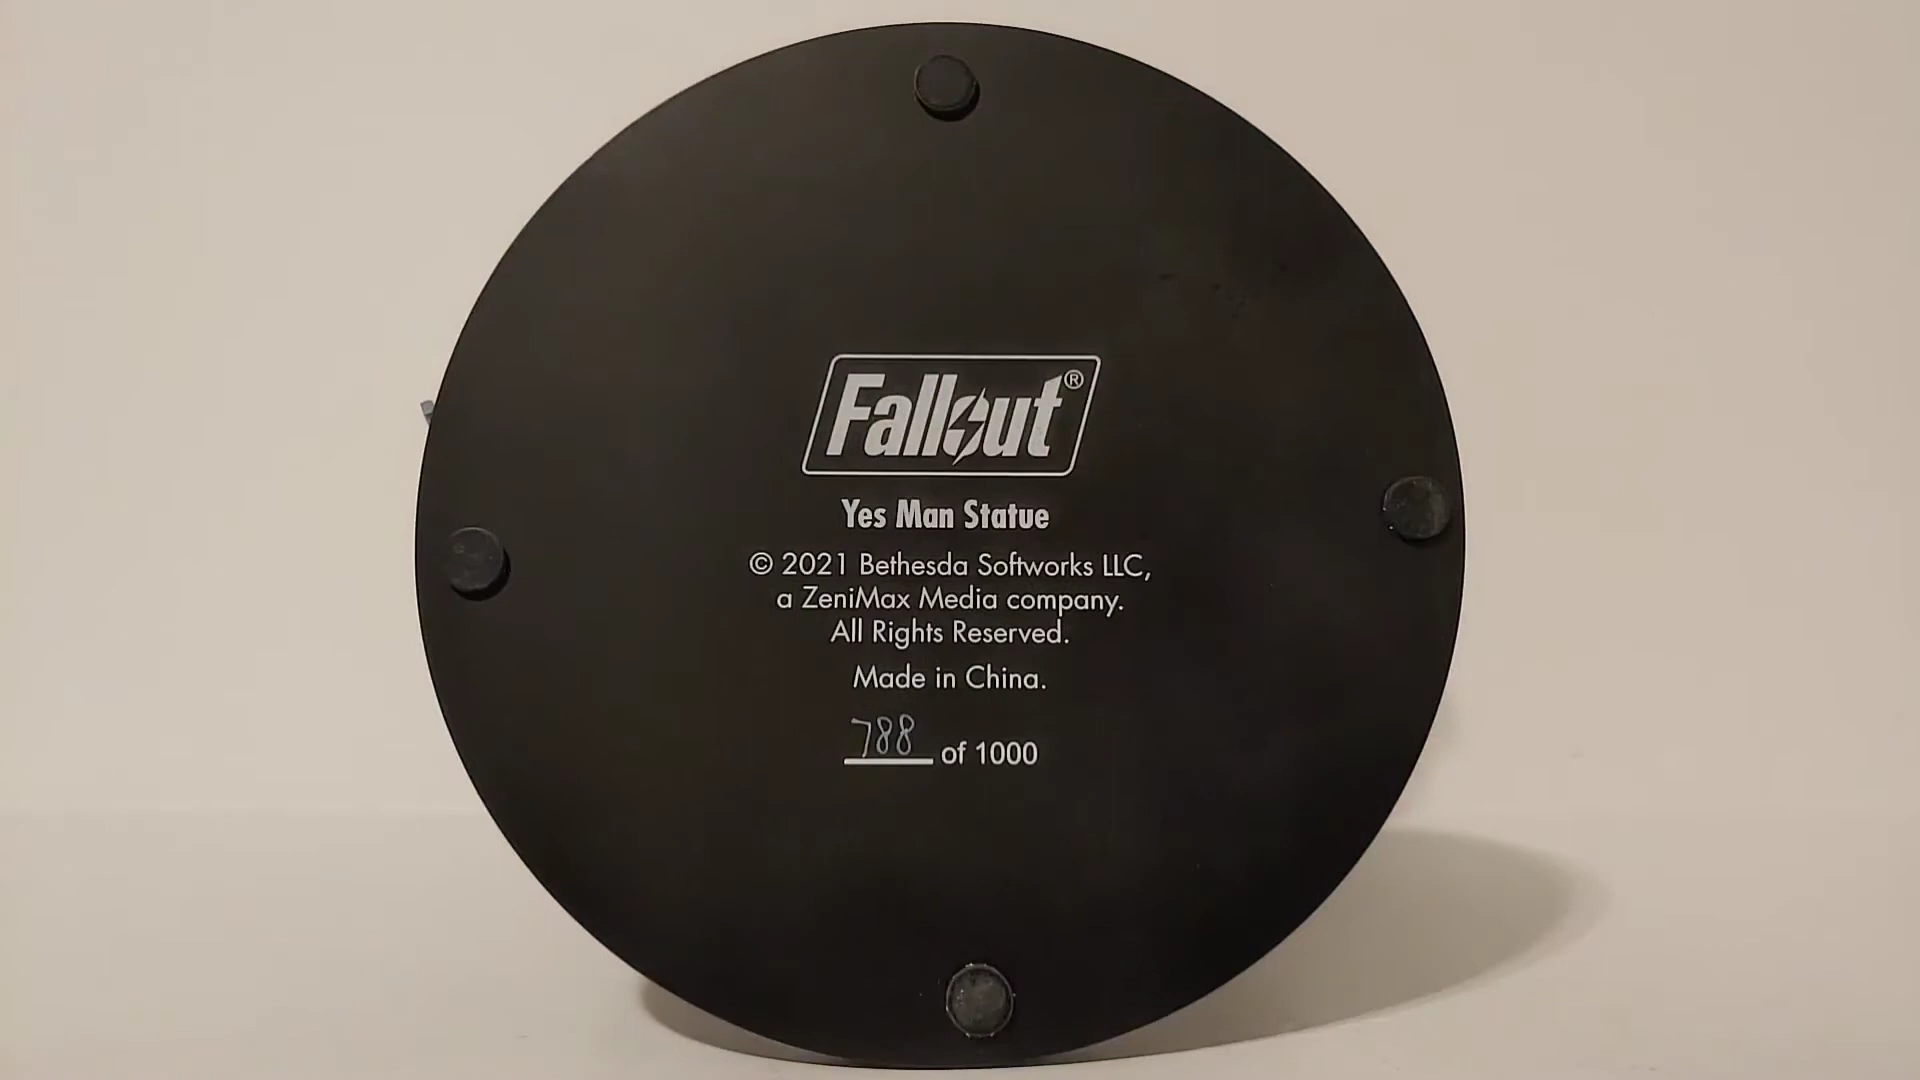 Fallout®
Yes Man Statue
© 2021 Bethesda Softworks LLC,
a ZeniMax Media company.
All Rights Reserved.
Made in China.
788 of 1000